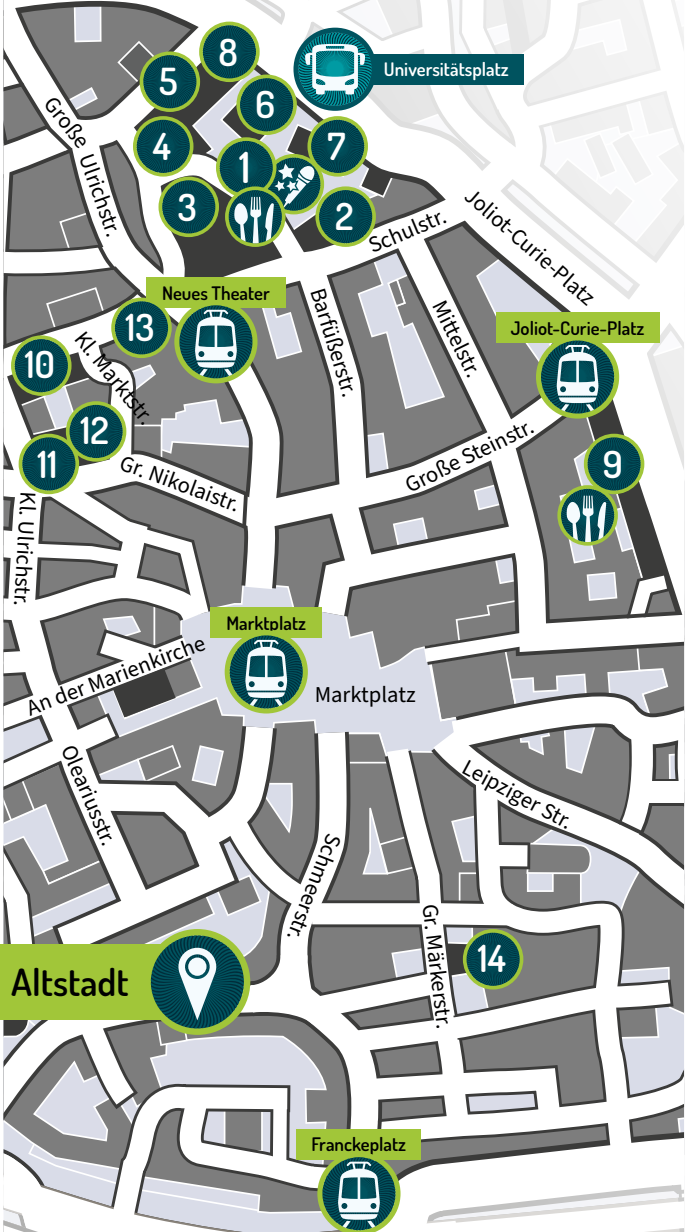 8
Universitätsplatz
5
6
Große Ulrichstr.
4
7
1
3
2
Schulstr.
Joliot-Curie-Platz
Neues Theater
Barfüßerstr.
Mittelstr.
13
Joliot-Curie-Platz
10
Kl. Marktstr.
12
11
Gr. Nikolaistr.
Große Steinstr.
9
Kl. Ulrichstr.
Marktplatz
An der Marienkirche
Marktplatz
Oleariusstr.
Leipziger Str.
Schmeerstr.
Gr. Märkerstr.
14
Altstadt
Franckeplatz